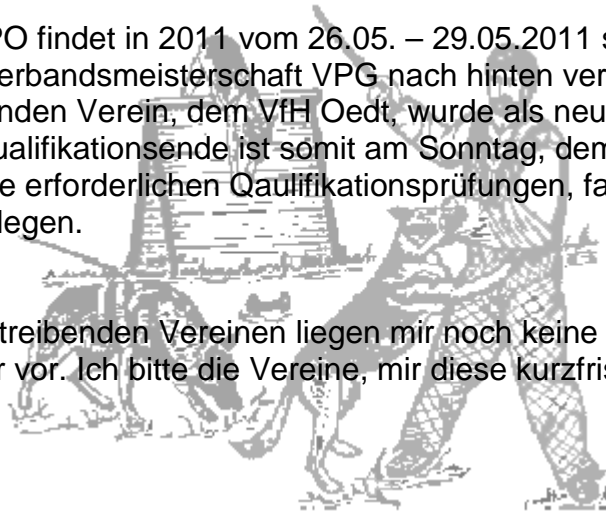 PO findet in 2011 vom 26.05. – 29.05.2011 s
erbandsmeisterschaft VPG nach hinten ver
nden Verein, dem VfH Oedt, wurde als neu
ualifikationsende ist somit am Sonntag, dem
e erforderlichen Qaulifikationsprüfungen, fa
legen.
treibenden Vereinen liegen mir noch keine
r vor. Ich bitte die Vereine, mir diese kurzfris